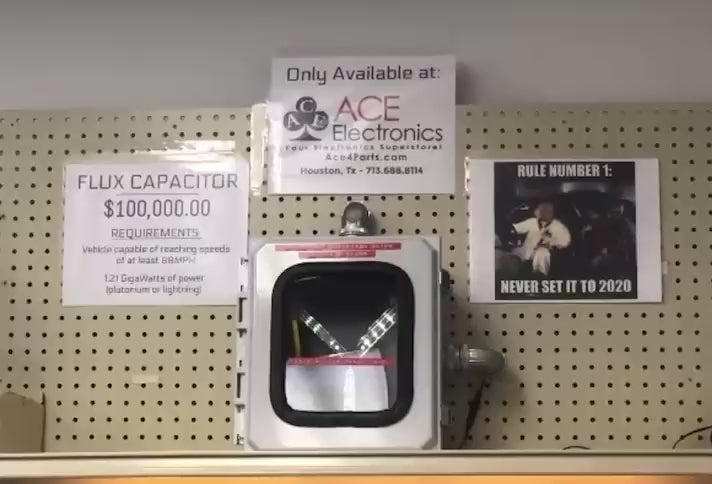 Only Available at:
ACE
ACE
Electronics
Your Electronics Superstore!
Ace4Parts.com
Houston, Tx - 713.688.8114
FLUX CAPACITOR
$100,000.00
REQUIREMENTS
Vehicle capable of reaching speeds
of at least 88MPH
1.21 GigaWatts of power
(plutonium or lightning)
RULE NUMBER 1:
NEVER SET IT TO 2020